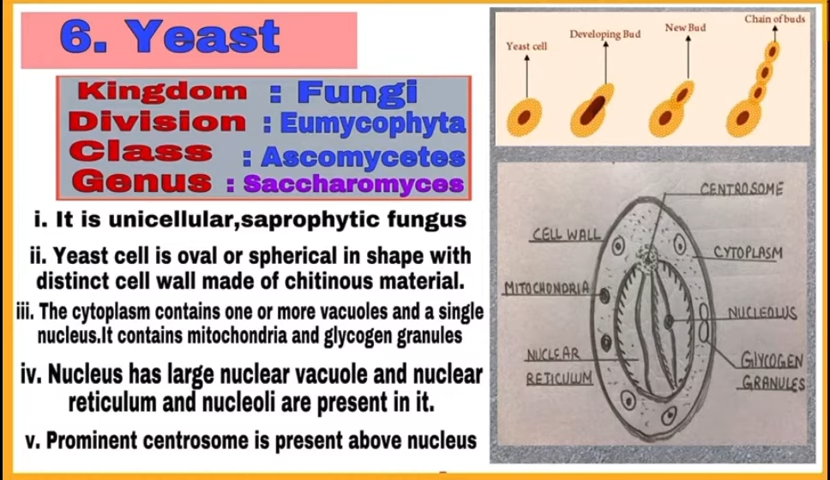 6. Yeast
Kingdom : Fungi
Division : Eumycophyta
Class : Ascomycetes
Genus : Saccharomyces
i. It is unicellular,saprophytic fungus
ii. Yeast cell is oval or spherical in shape with
distinct cell wall made of chitinous material.
iii. The cytoplasm contains one or more vacuoles and a single
nucleus.It contains mitochondria and glycogen granules
iv. Nucleus has large nuclear vacuole and nuclear
reticulum and nucleoli are present in it.
v. Prominent centrosome is present above nucleus
Yeast cell
Developing Bud
New Bud
Chain of buds
CENTROSOME
CELL WALL
CYTOPLASM
MITOCHONDRIA
NUCLEOLUS
NUCLEAR
RETICULUM
GLYCOGEN
GRANULES